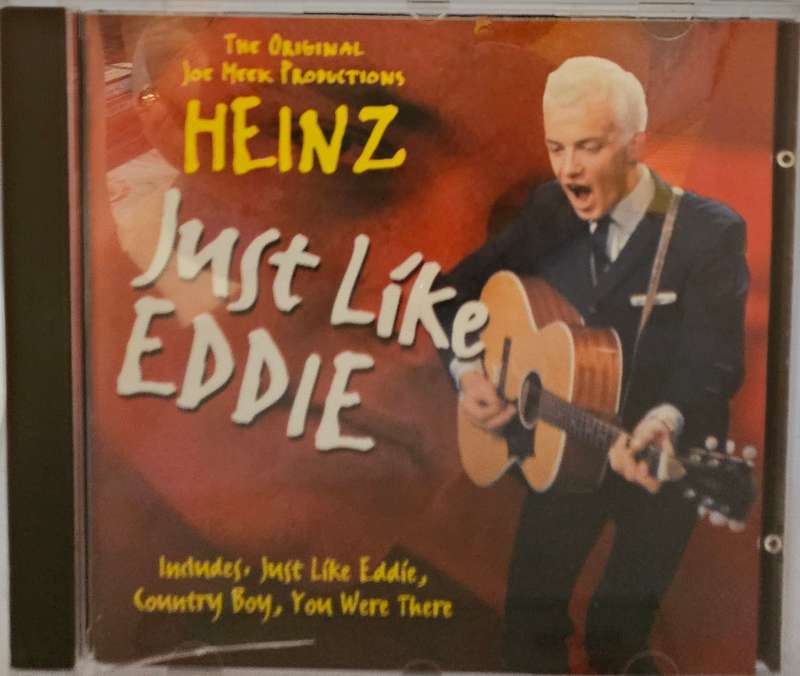 The Original
Joe Meek Productions
HEINZ
Just Like
EDDIE
Includes. Just Like Eddie,
Country Boy, You Were There